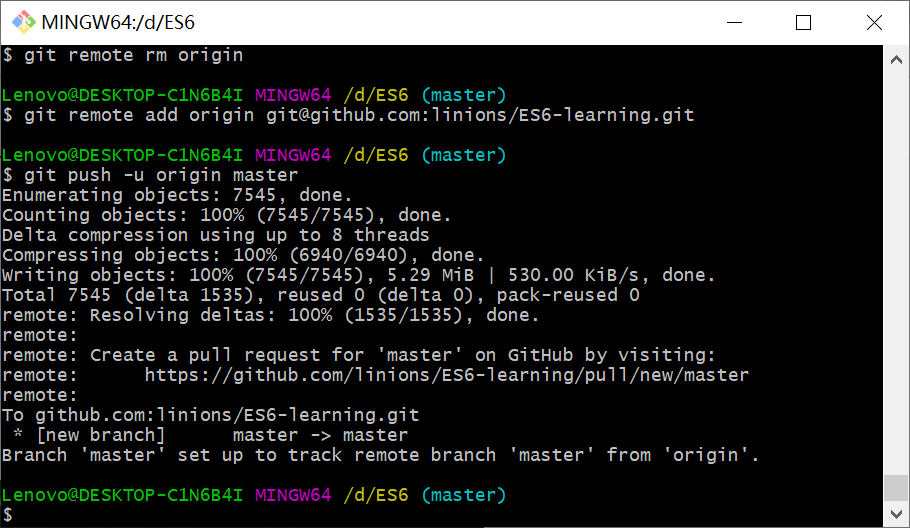 MINGW64:/d/ES6
$ git remote rm origin
Lenovo@DESKTOP-C1N6B4I MINGW64 /d/ES6 (master)
$ git remote add origin git@github.com:linions/ES6-learning.git
Lenovo@DESKTOP-C1N6B4I MINGW64 /d/ES6 (master)
$ git push -u origin master
Enumerating objects: 7545, done.
Counting objects: 100% (7545/7545), done.
Delta compression using up to 8 threads
Compressing objects: 100% (6940/6940), done.
Writing objects: 100% (7545/7545), 5.29 MiB | 530.00 KiB/s, done.
Total 7545 (delta 1535), reused 0 (delta 0), pack-reused 0
remote: Resolving deltas: 100% (1535/1535), done.
remote:
remote: Create a pull request for 'master' on GitHub by visiting:
remote:      https://github.com/linions/ES6-learning/pull/new/master
remote:
To github.com:linions/ES6-learning.git
 * [new branch]      master -> master
Branch 'master' set up to track remote branch 'master' from 'origin'.
Lenovo@DESKTOP-C1N6B4I MINGW64 /d/ES6 (master)
$